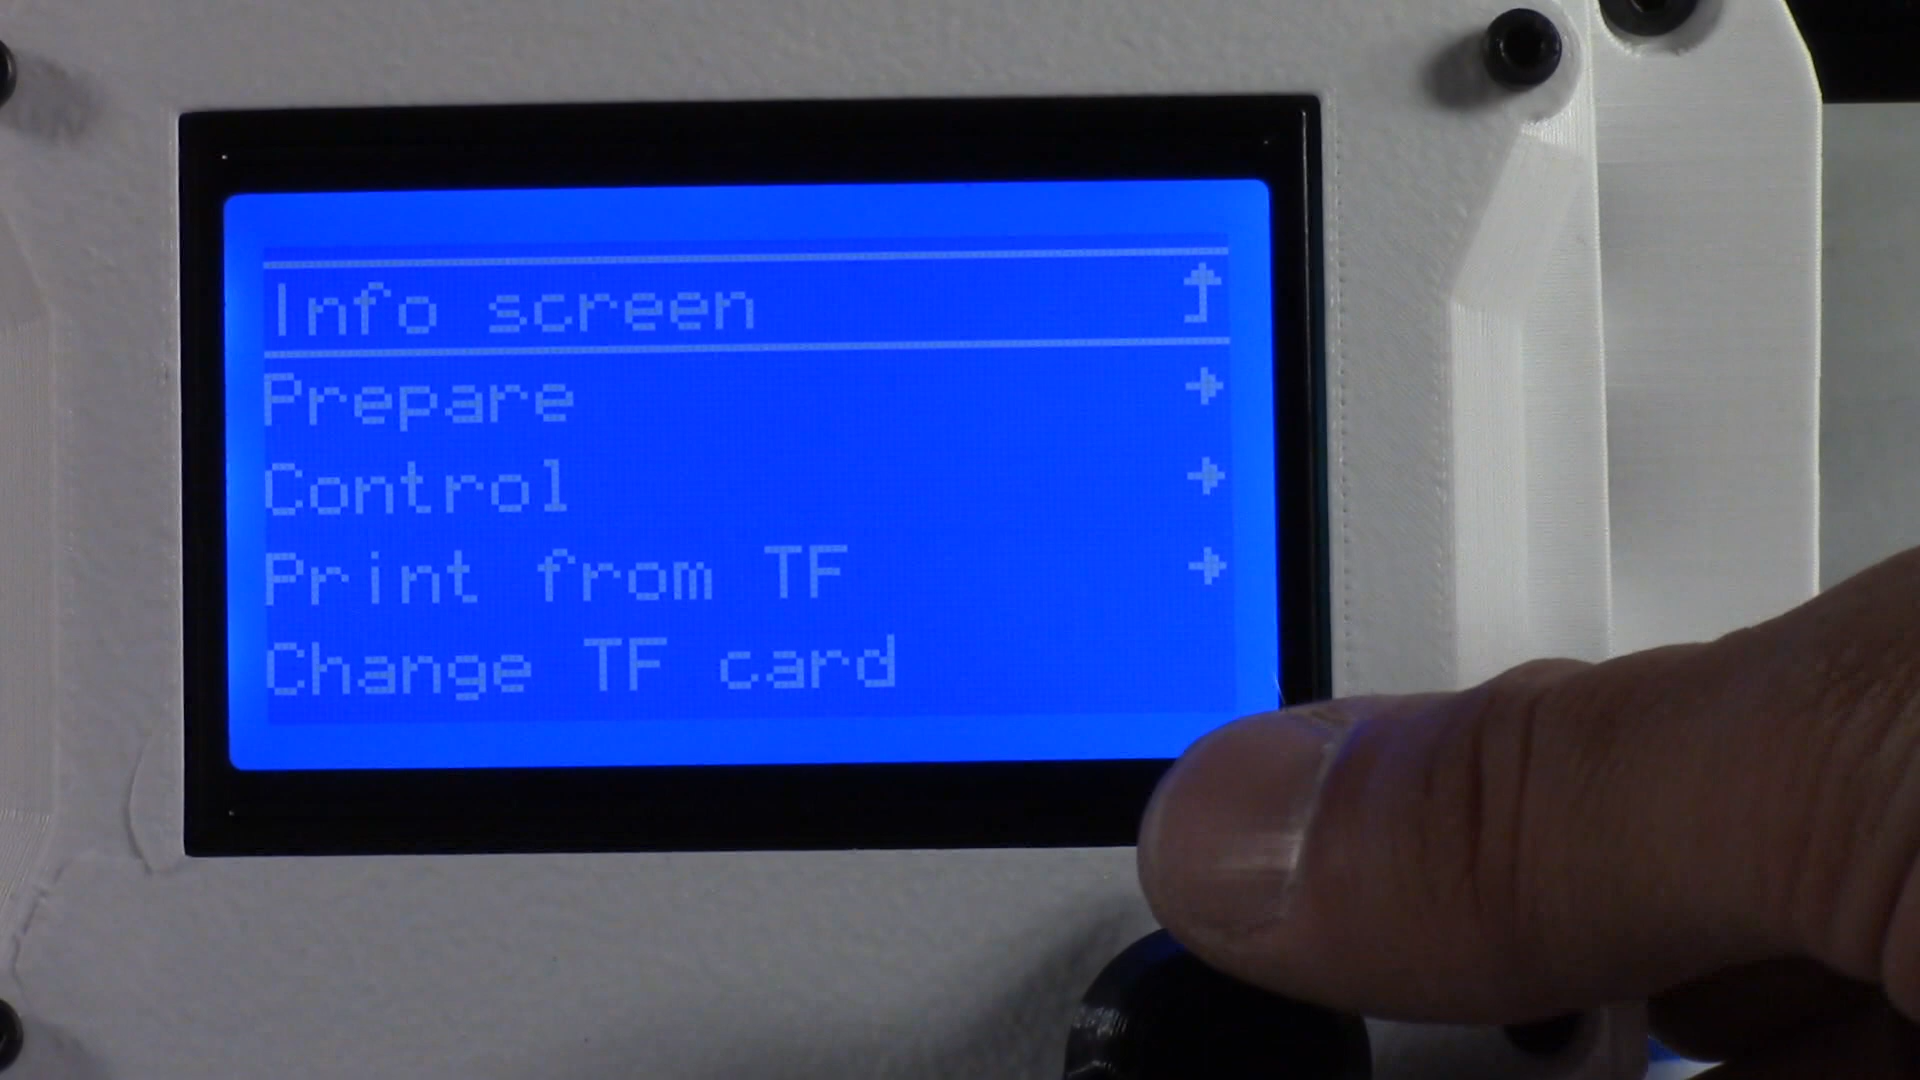 Info screen
Prepare
Control
Print from TF
Change TF card